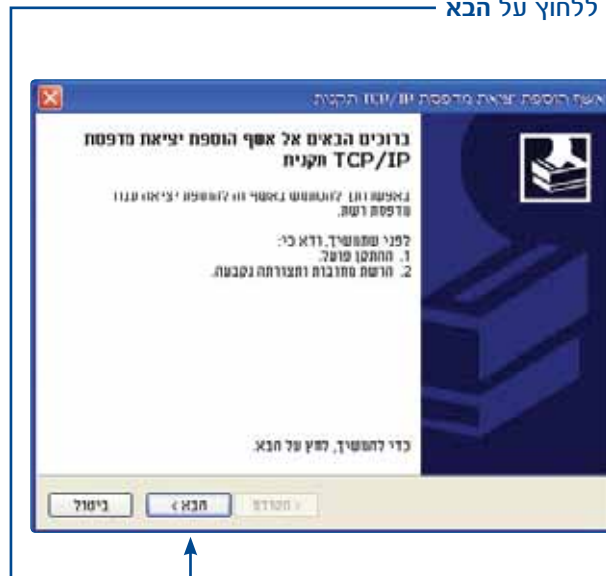 ללחוץ על הבא
אשף הוספת יציאת מדפסת TCP/IP תקנית
ברוכים הבאים אל אשף הוספת יציאת מדפסת
TCP/IP תקנית
באפשרותך להשתמש באשף זה להוספת יציאה עבור
מדפסת רשת.
לפני שתמשיך, ודא כי:
1. ההתקן פועל.
2. הרשת מחוברת ותצורתה נקבעה.
כדי להמשיך, לחץ על הבא.
< הקודם
הבא >
ביטול